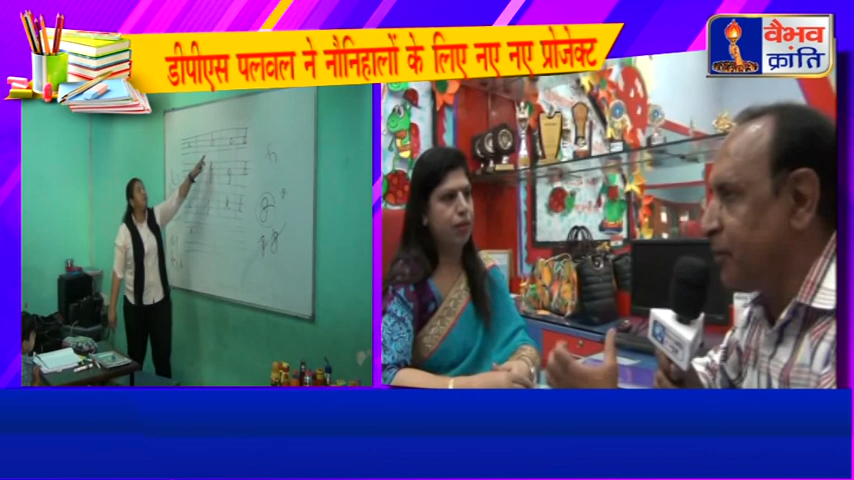 डीपीएस पलवल ने नौनिहालों के लिए नए नए प्रोजेक्ट
वैभव
क्रांति